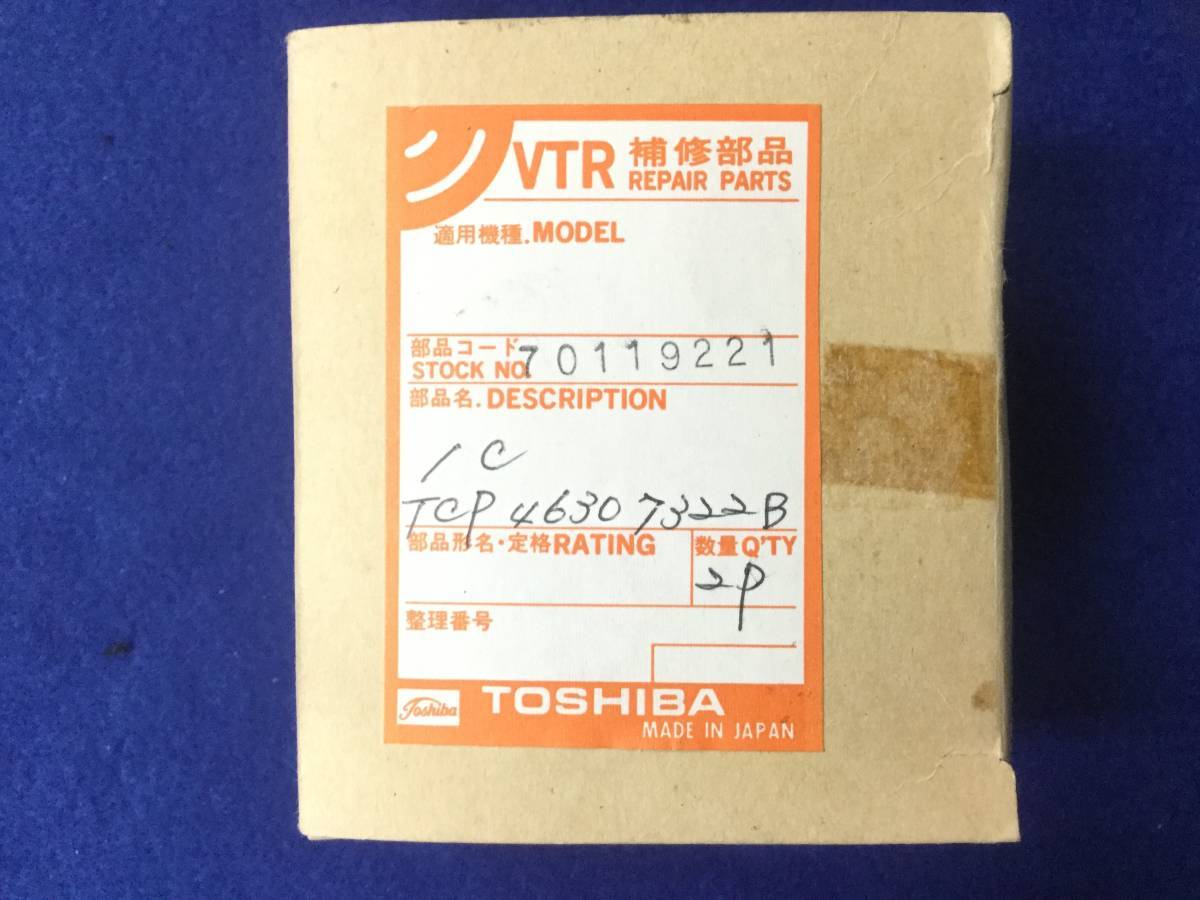 VTR 補修部品
REPAIR PARTS
適用機種.MODEL
部品コード
STOCK NO 70119221
部品名.DESCRIPTION
IC
TCP 4630 7322B
部品形名・定格RATING 数量Q'TY
2P
整理番号
Toshiba TOSHIBA
MADE IN JAPAN